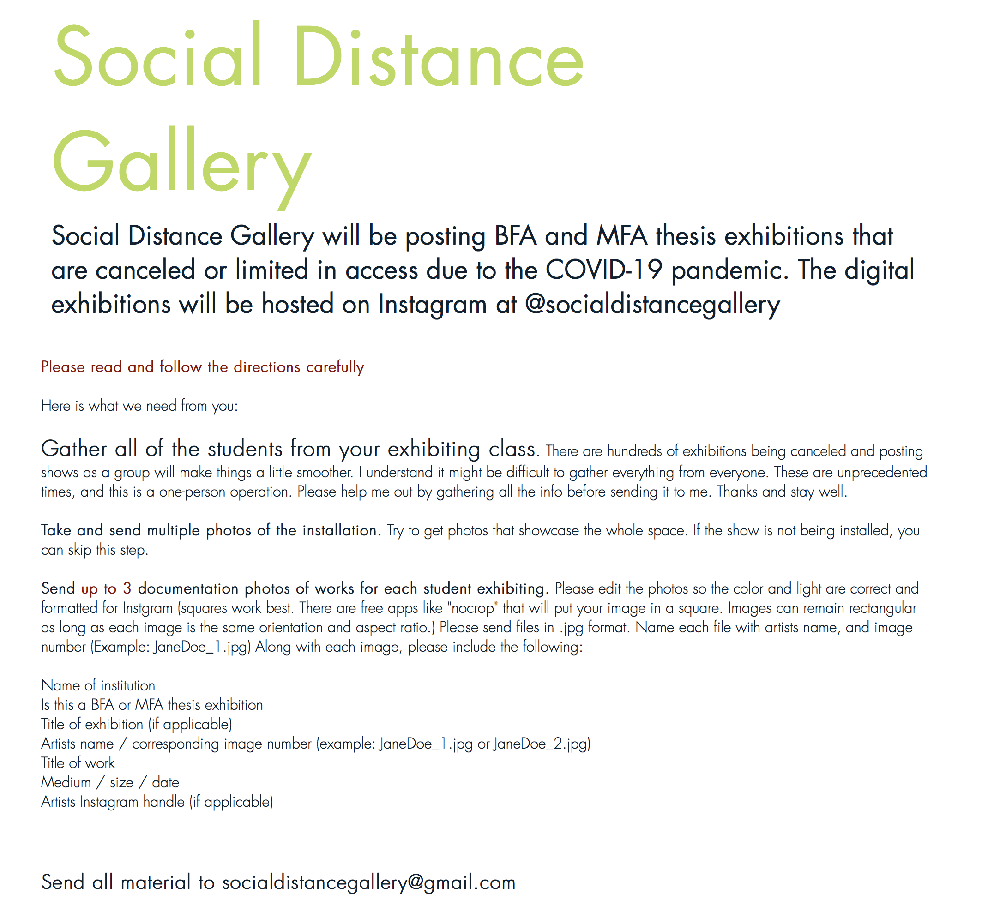 Social Distance
Gallery
Social Distance Gallery will be posting BFA and MFA thesis exhibitions that
are canceled or limited in access due to the COVID-19 pandemic. The digital
exhibitions will be hosted on Instagram at @socialdistancegallery
Please read and follow the directions carefully
Here is what we need from you:
Gather all of the students from your exhibiting class. There are hundreds of exhibitions being canceled and posting
shows as a group will make things a little smoother. I understand it might be difficult to gather everything from everyone. These are unprecedented
times, and this is a one-person operation. Please help me out by gathering all the info before sending it to me. Thanks and stay well.
Take and send multiple photos of the installation. Try to get photos that showcase the whole space. If the show is not being installed, you
can skip this step.
Send up to 3 documentation photos of works for each student exhibiting. Please edit the photos so the color and light are correct and
formatted for Instgram (squares work best. There are free apps like "nocrop" that will put your image in a square. Images can remain rectangular
as long as each image is the same orientation and aspect ratio.) Please send files in .jpg format. Name each file with artists name, and image
number (Example: JaneDoe_1.jpg) Along with each image, please include the following:
Name of institution
Is this a BFA or MFA thesis exhibition
Title of exhibition (if applicable)
Artists name / corresponding image number (example: JaneDoe_1.jpg or JaneDoe_2.jpg)
Title of work
Medium / size / date
Artists Instagram handle (if applicable)
Send all material to socialdistancegallery@gmail.com